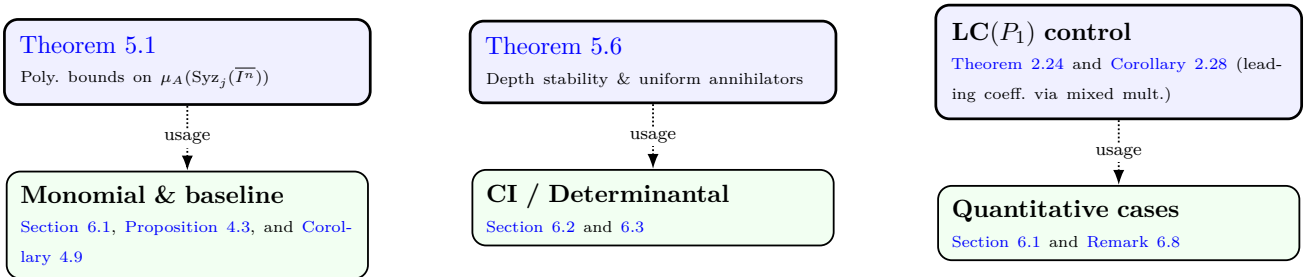 Theorem 5.1
Poly. bounds on μ_A(Syz_j(\overline{I^n}))
usage
Monomial & baseline
Section 6.1, Proposition 4.3, and Corol-
lary 4.9
Theorem 5.6
Depth stability & uniform annihilators
usage
CI / Determinantal
Section 6.2 and 6.3
LC(P₁) control
Theorem 2.24 and Corollary 2.28 (lead-
ing coeff. via mixed mult.)
usage
Quantitative cases
Section 6.1 and Remark 6.8